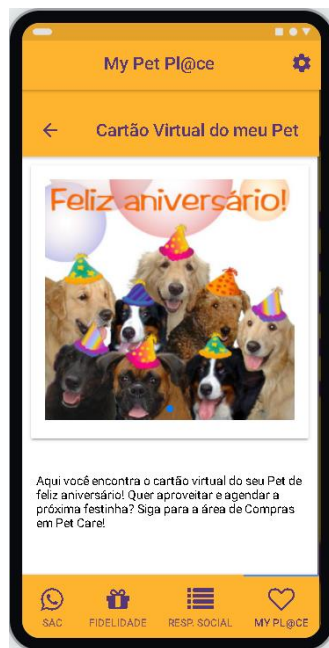 My Pet Pl@ce
Cartão Virtual do meu Pet
Feliz aniversário!
Aqui você encontra o cartão virtual do seu Pet de
feliz aniversário! Quer aproveitar e agendar a
próxima festinha? Siga para a área de Compras
em Pet Care!
SAC FIDELIDADE RESP. SOCIAL MY PL@CE